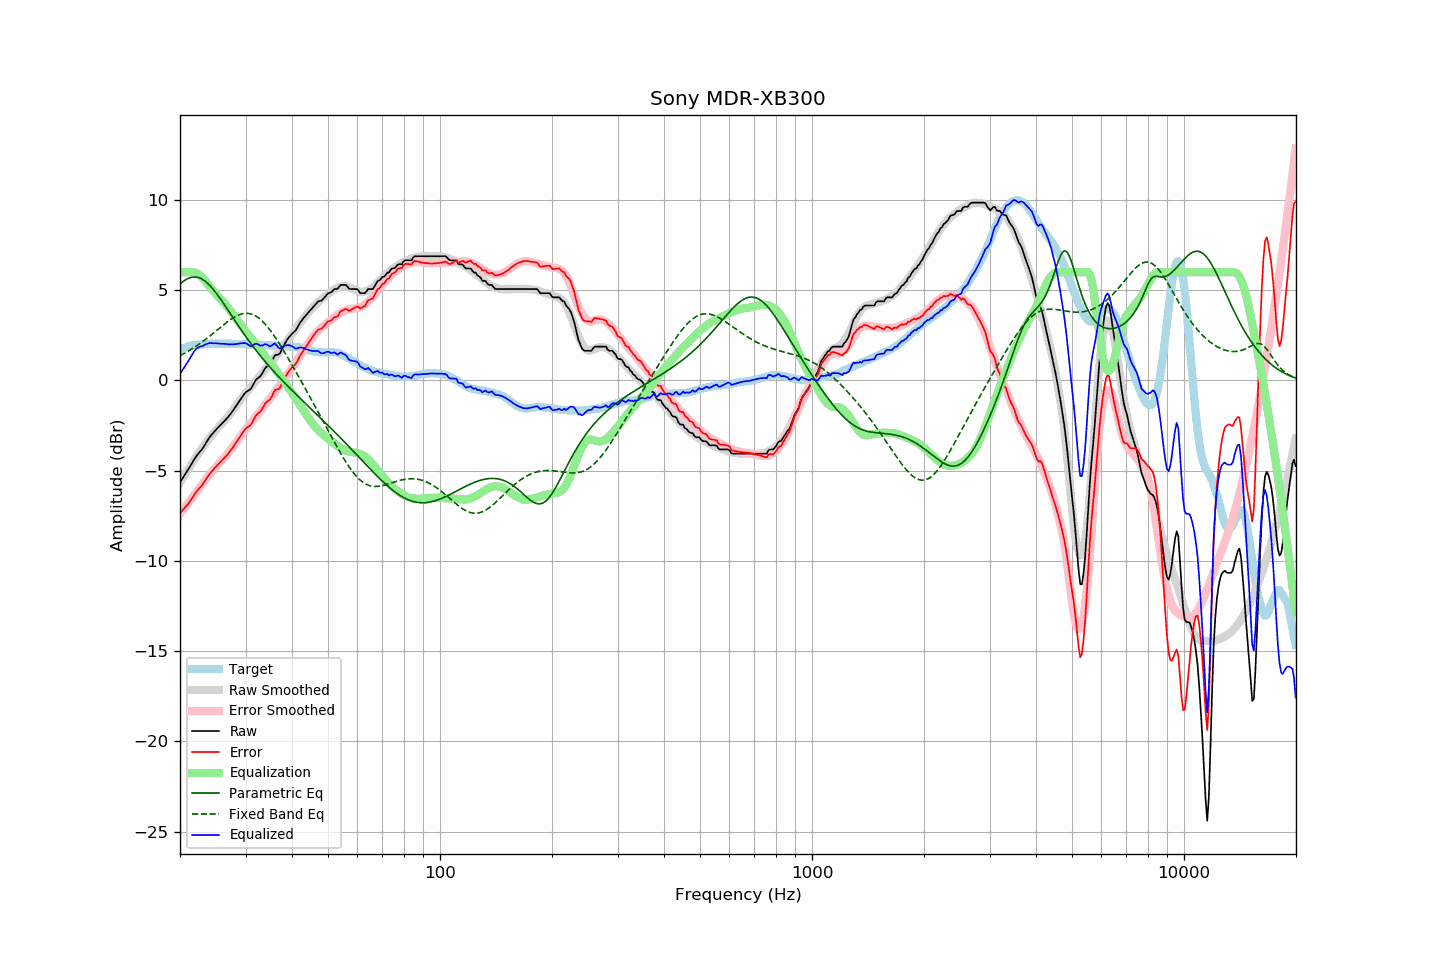 Sony MDR-XB300
Amplitude (dBr)
10
5
0
−5
−10
−15
−20
−25
Target
Raw Smoothed
Error Smoothed
Raw
Error
Equalization
Parametric Eq
Fixed Band Eq
Equalized
100
1000
10000
Frequency (Hz)